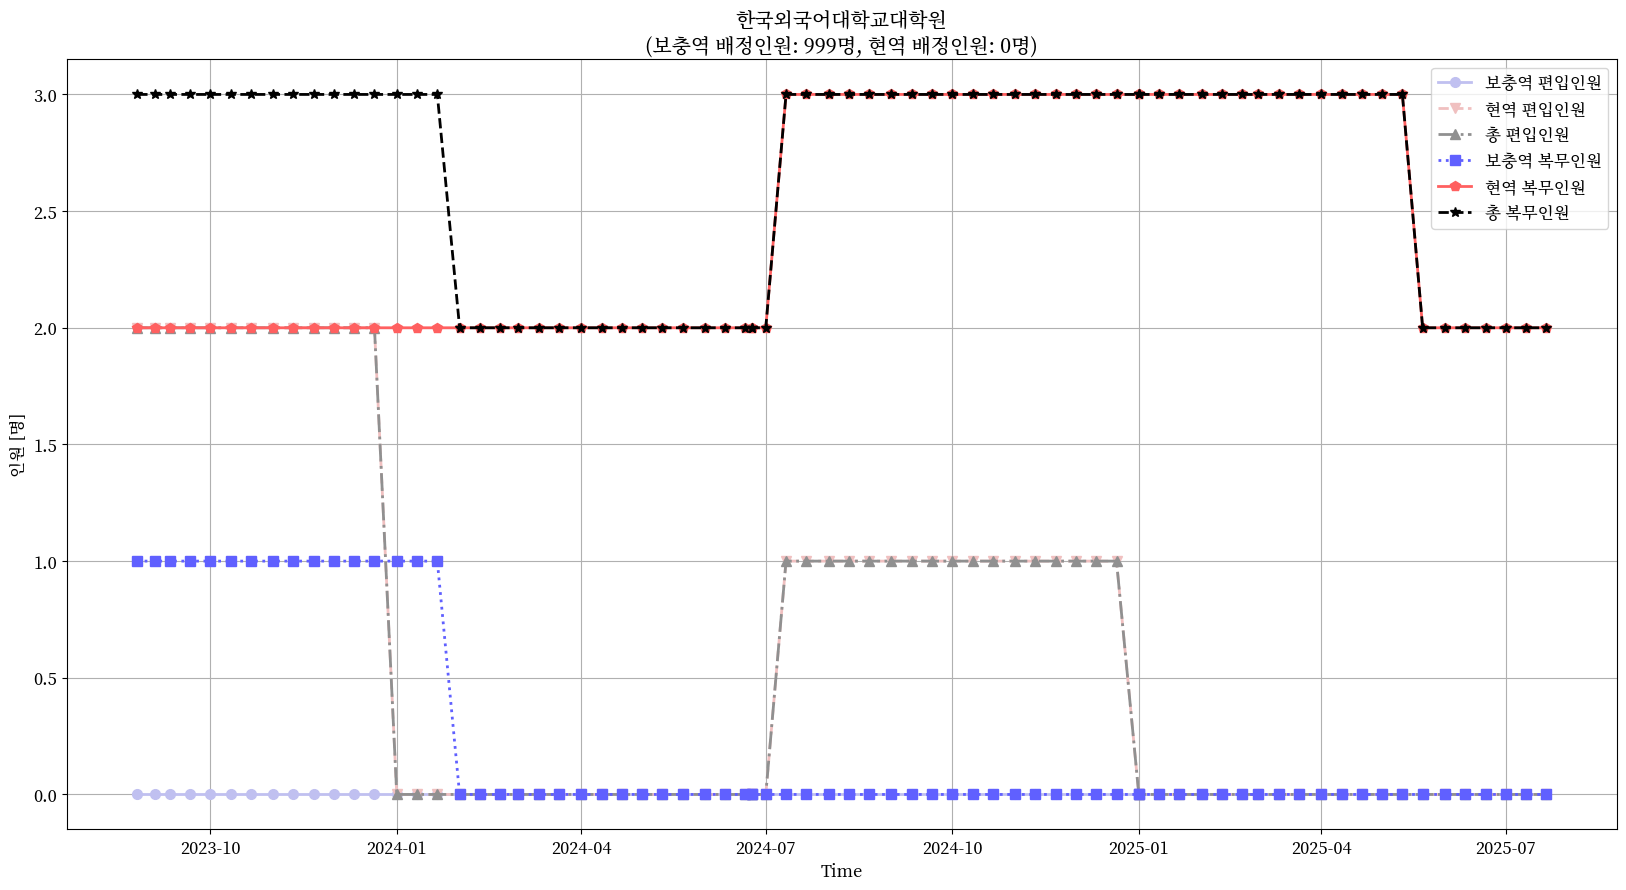 한국외국어대학교대학원
(보충역 배정인원: 999명, 현역 배정인원: 0명)
보충역 편입인원
현역 편입인원
총 편입인원
보충역 복무인원
현역 복무인원
총 복무인원
인원 [명]
3.0
2.5
2.0
1.5
1.0
0.5
0.0
2023-10 2024-01 2024-04 2024-07 2024-10 2025-01 2025-04 2025-07
Time